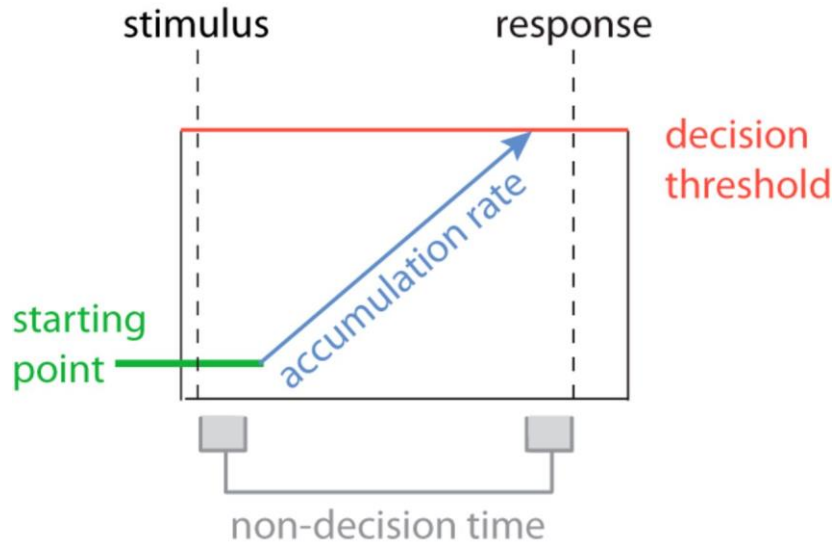 stimulus
response
decision
threshold
accumulation rate
starting
point
non-decision time